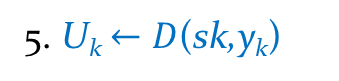 5. Uₖ ← D(sk,yₖ)